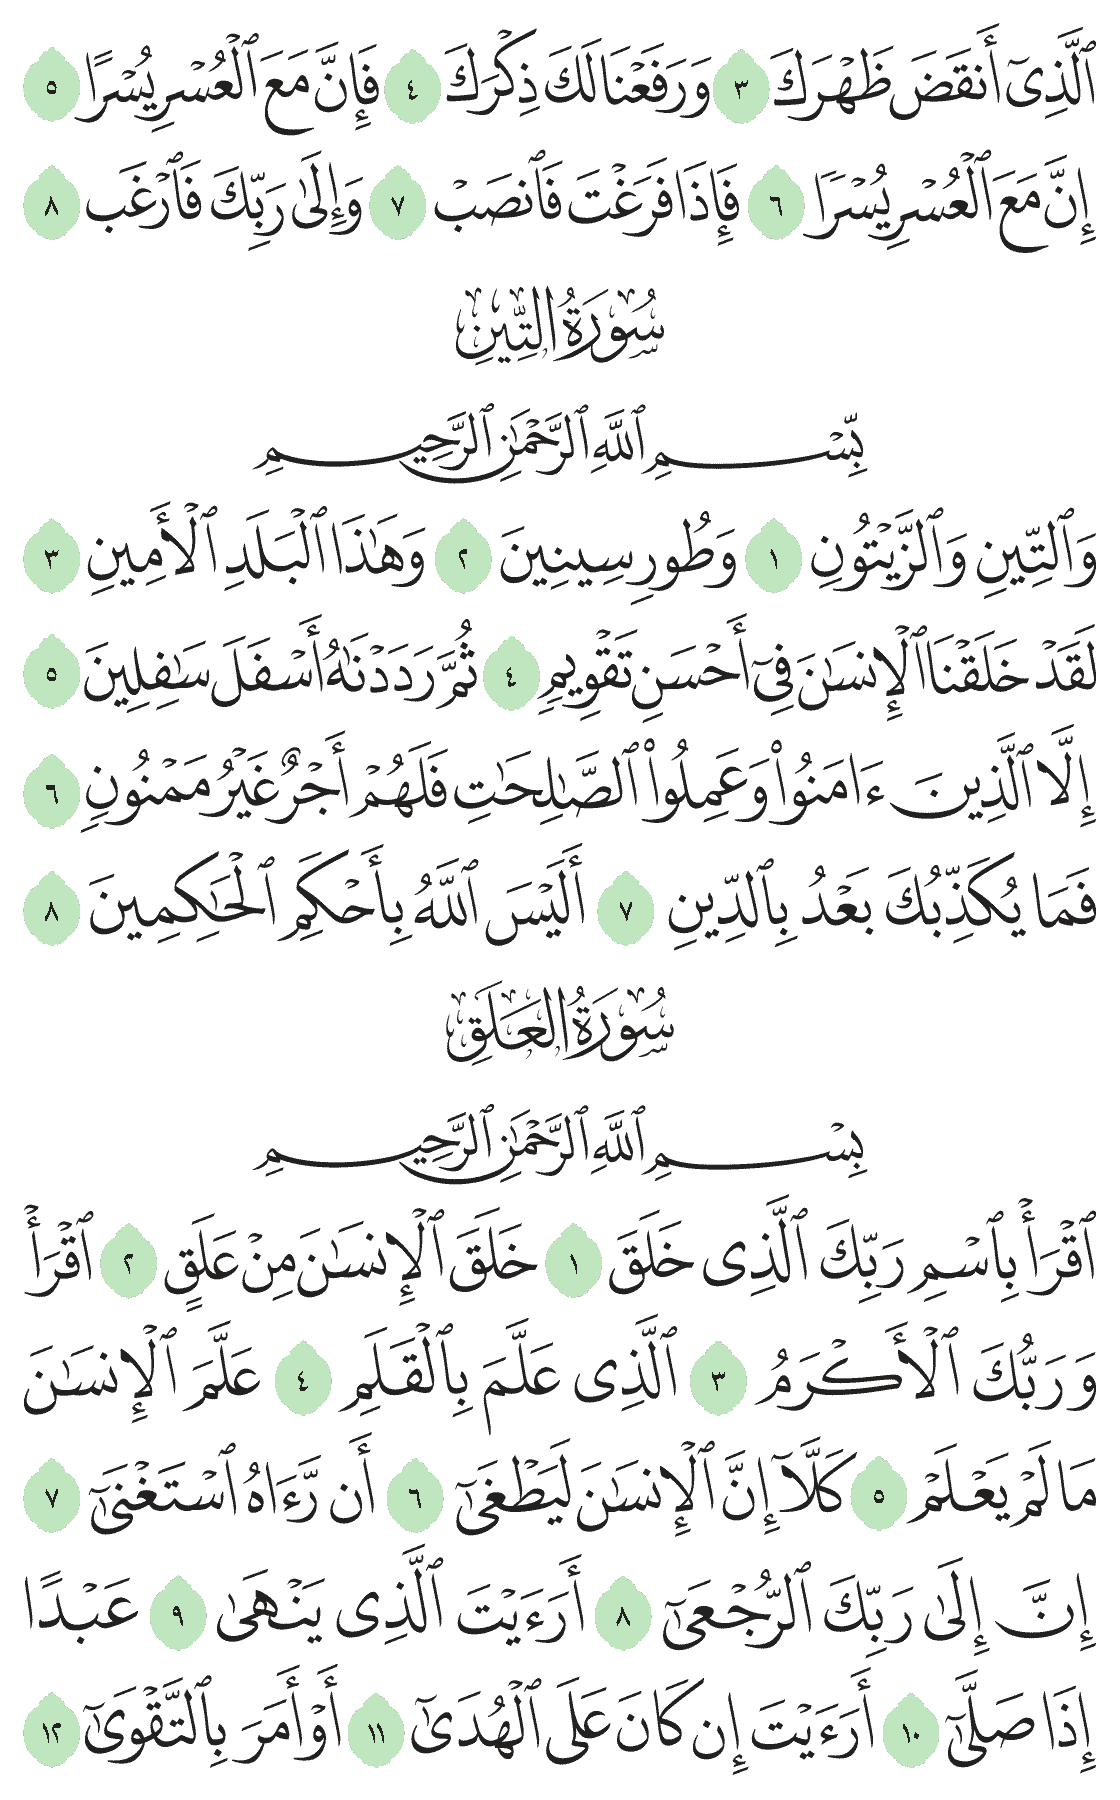 ٱلَّذِىٓ أَنقَضَ ظَهْرَكَ ٣ وَرَفَعْنَا لَكَ ذِكْرَكَ ٤ فَإِنَّ مَعَ ٱلْعُسْرِ يُسْرًا ٥
إِنَّ مَعَ ٱلْعُسْرِ يُسْرًا ٦ فَإِذَا فَرَغْتَ فَٱنصَبْ ٧ وَإِلَىٰ رَبِّكَ فَٱرْغَب ٨
سُورَةُ التِّينِ
بِّسْمِ ٱللَّهِ ٱلرَّحْمَٰنِ ٱلرَّحِيمِ
وَٱلتِّينِ وَٱلزَّيْتُونِ ١ وَطُورِ سِينِينَ ٢ وَهَٰذَا ٱلْبَلَدِ ٱلْأَمِينِ ٣
لَقَدْ خَلَقْنَا ٱلْإِنسَٰنَ فِىٓ أَحْسَنِ تَقْوِيمٍ ٤ ثُمَّ رَدَدْنَٰهُ أَسْفَلَ سَٰفِلِينَ ٥
إِلَّا ٱلَّذِينَ ءَامَنُوا۟ وَعَمِلُوا۟ ٱلصَّٰلِحَٰتِ فَلَهُمْ أَجْرٌ غَيْرُ مَمْنُونٍ ٦
فَمَا يُكَذِّبُكَ بَعْدُ بِٱلدِّينِ ٧ أَلَيْسَ ٱللَّهُ بِأَحْكَمِ ٱلْحَٰكِمِينَ ٨
سُورَةُ العَلَقِ
بِسْمِ ٱللَّهِ ٱلرَّحْمَٰنِ ٱلرَّحِيمِ
ٱقْرَأْ بِٱسْمِ رَبِّكَ ٱلَّذِى خَلَقَ ١ خَلَقَ ٱلْإِنسَٰنَ مِنْ عَلَقٍ ٢ ٱقْرَأْ
وَرَبُّكَ ٱلْأَكْرَمُ ٣ ٱلَّذِى عَلَّمَ بِٱلْقَلَمِ ٤ عَلَّمَ ٱلْإِنسَٰنَ
مَا لَمْ يَعْلَمْ ٥ كَلَّآ إِنَّ ٱلْإِنسَٰنَ لَيَطْغَىٰٓ ٦ أَن رَّءَاهُ ٱسْتَغْنَىٰٓ ٧
إِنَّ إِلَىٰ رَبِّكَ ٱلرُّجْعَىٰٓ ٨ أَرَءَيْتَ ٱلَّذِى يَنْهَىٰ ٩ عَبْدًا
إِذَا صَلَّىٰٓ ١٠ أَرَءَيْتَ إِن كَانَ عَلَى ٱلْهُدَىٰٓ ١١ أَوْ أَمَرَ بِٱلتَّقْوَىٰٓ ١٢